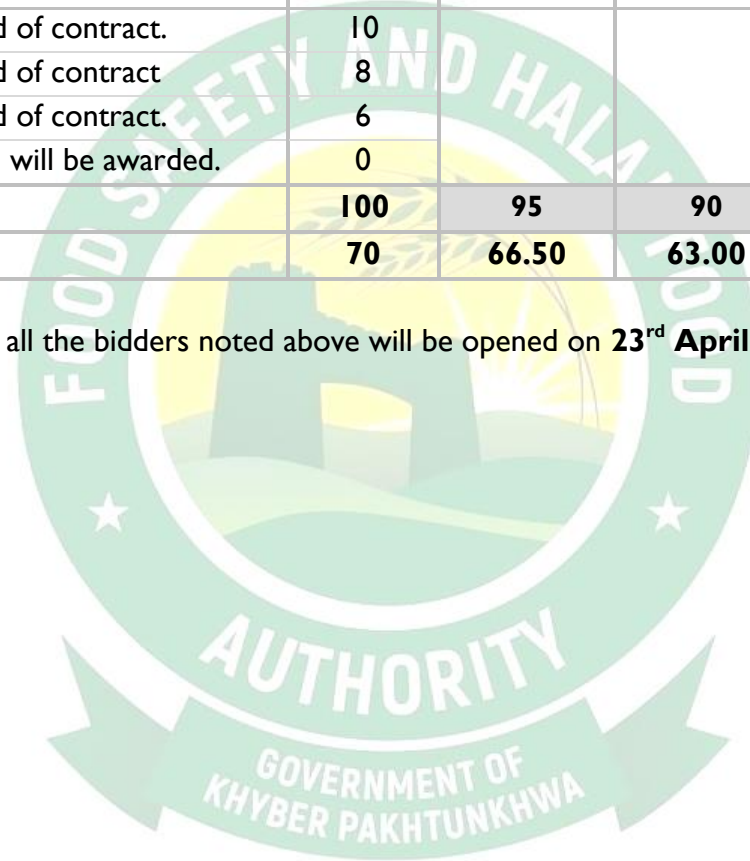 d of contract. 10
d of contract 8
d of contract. 6
will be awarded. 0
100 95 90
70 66.50 63.00
all the bidders noted above will be opened on 23rd April
FOOD SAFETY AND HALAL FOOD
AUTHORITY
GOVERNMENT OF
KHYBER PAKHTUNKHWA